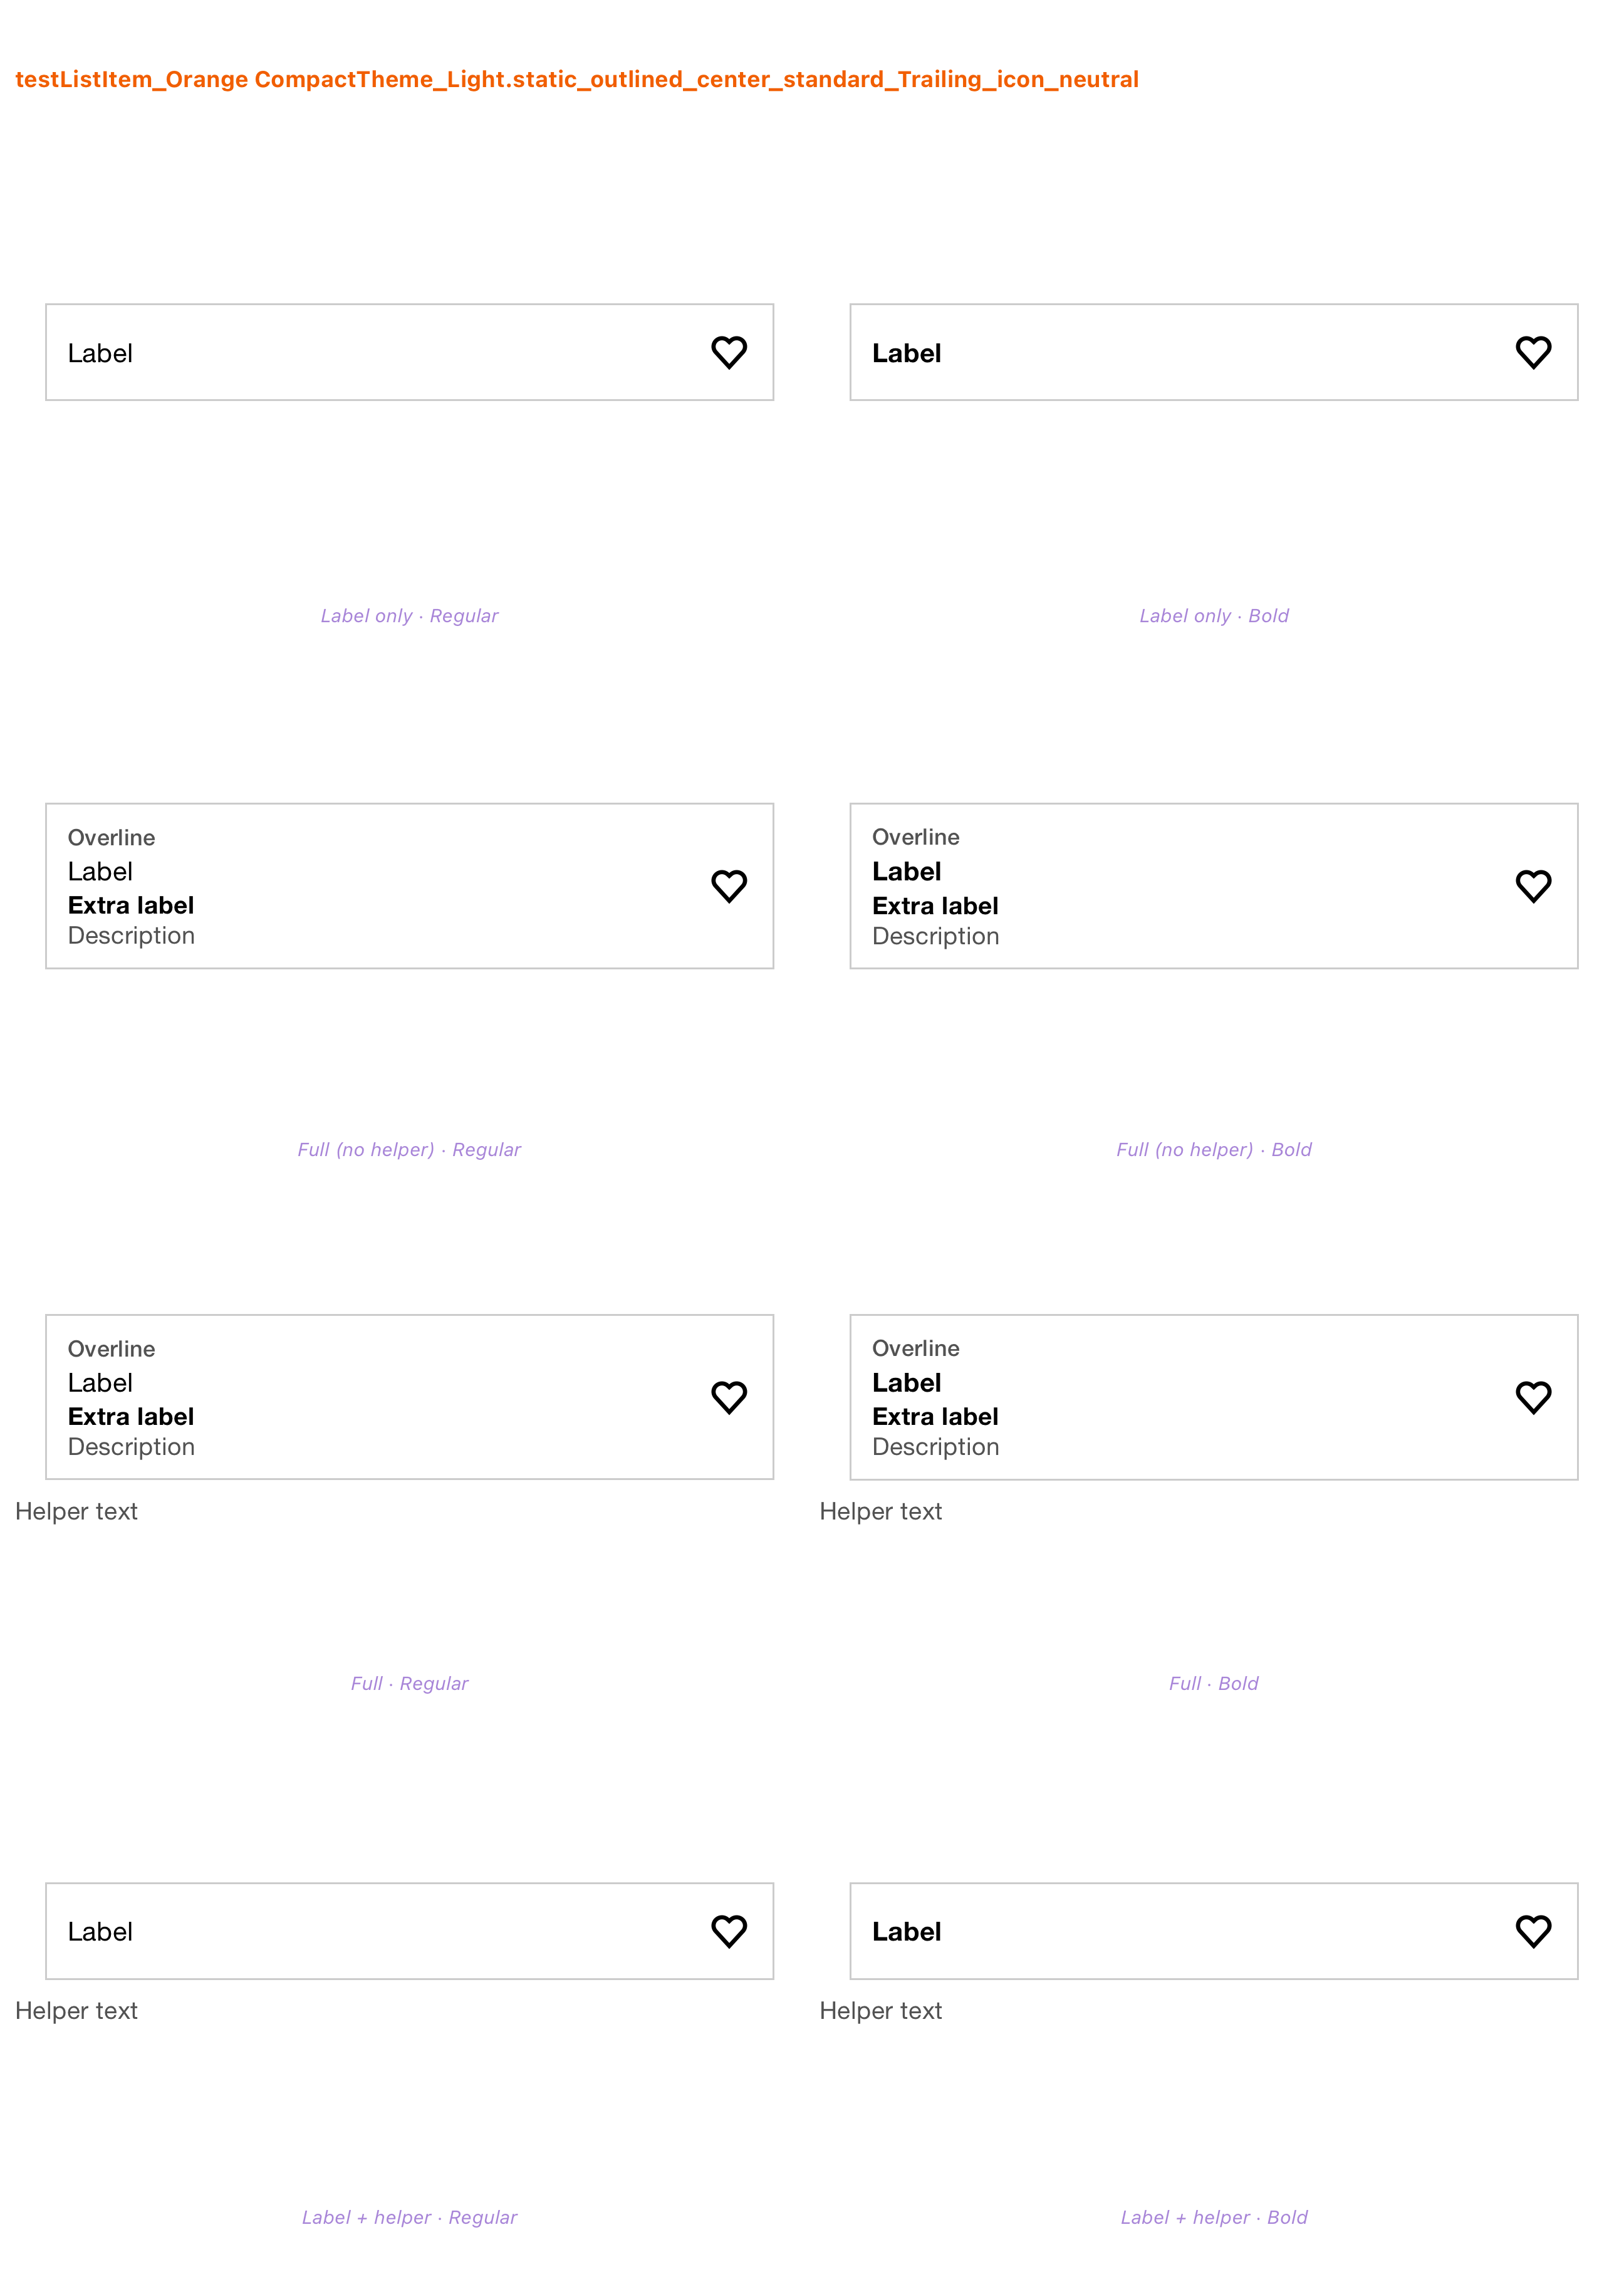 testListItem_Orange CompactTheme_Light.static_outlined_center_standard_Trailing_icon_neutral
Label
Label
Label only · Regular
Label only · Bold
Overline
Label
Extra label
Description
Overline
Label
Extra label
Description
Full (no helper) · Regular
Full (no helper) · Bold
Overline
Label
Extra label
Description
Helper text
Overline
Label
Extra label
Description
Helper text
Full · Regular
Full · Bold
Label
Helper text
Label
Helper text
Label + helper · Regular
Label + helper · Bold